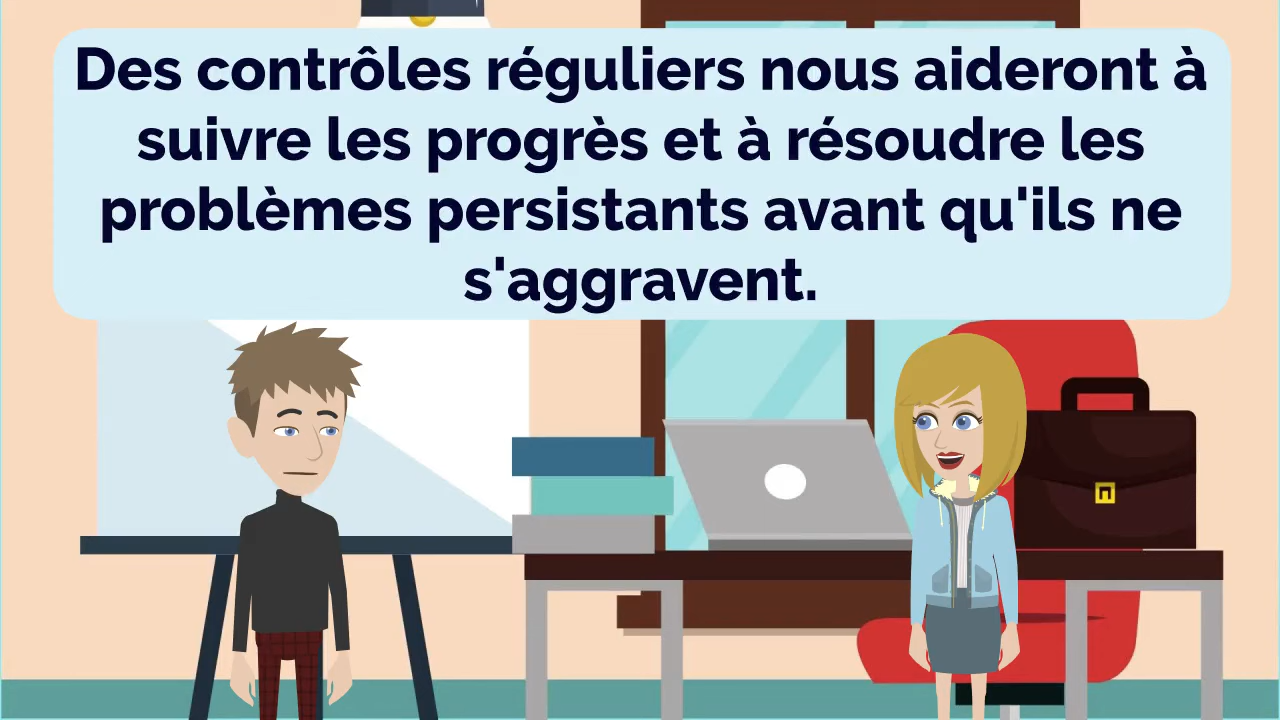 Des contrôles réguliers nous aideront à
suivre les progrès et à résoudre les
problèmes persistants avant qu'ils ne
s'aggravent.